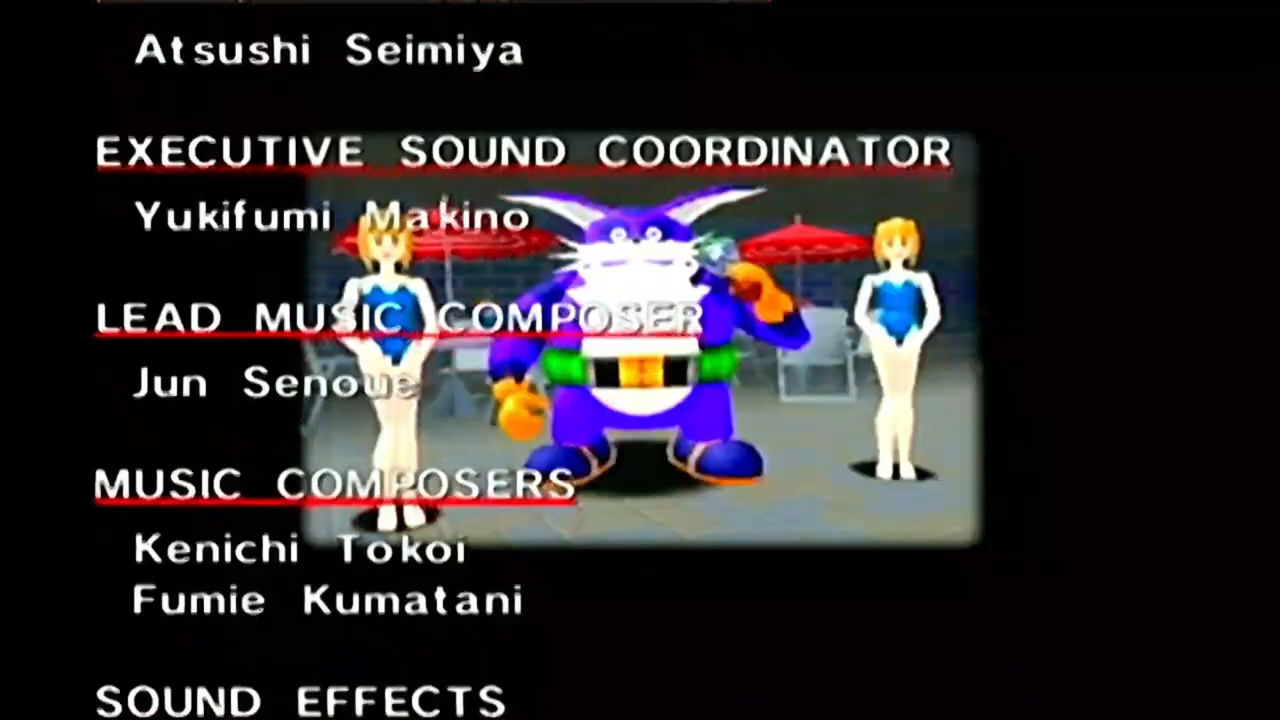 Atsushi Seimiya
EXECUTIVE SOUND COORDINATOR
Yukifumi Makino
LEAD MUSIC COMPOSER
Jun Senoue
MUSIC COMPOSERS
Kenichi Tokoi
Fumie Kumatani
SOUND EFFECTS